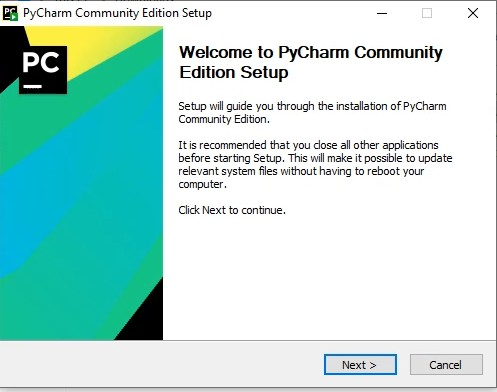 PyCharm Community Edition Setup
PC
Welcome to PyCharm Community
Edition Setup
Setup will guide you through the installation of PyCharm
Community Edition.
It is recommended that you close all other applications
before starting Setup. This will make it possible to update
relevant system files without having to reboot your
computer.
Click Next to continue.
Next >
Cancel